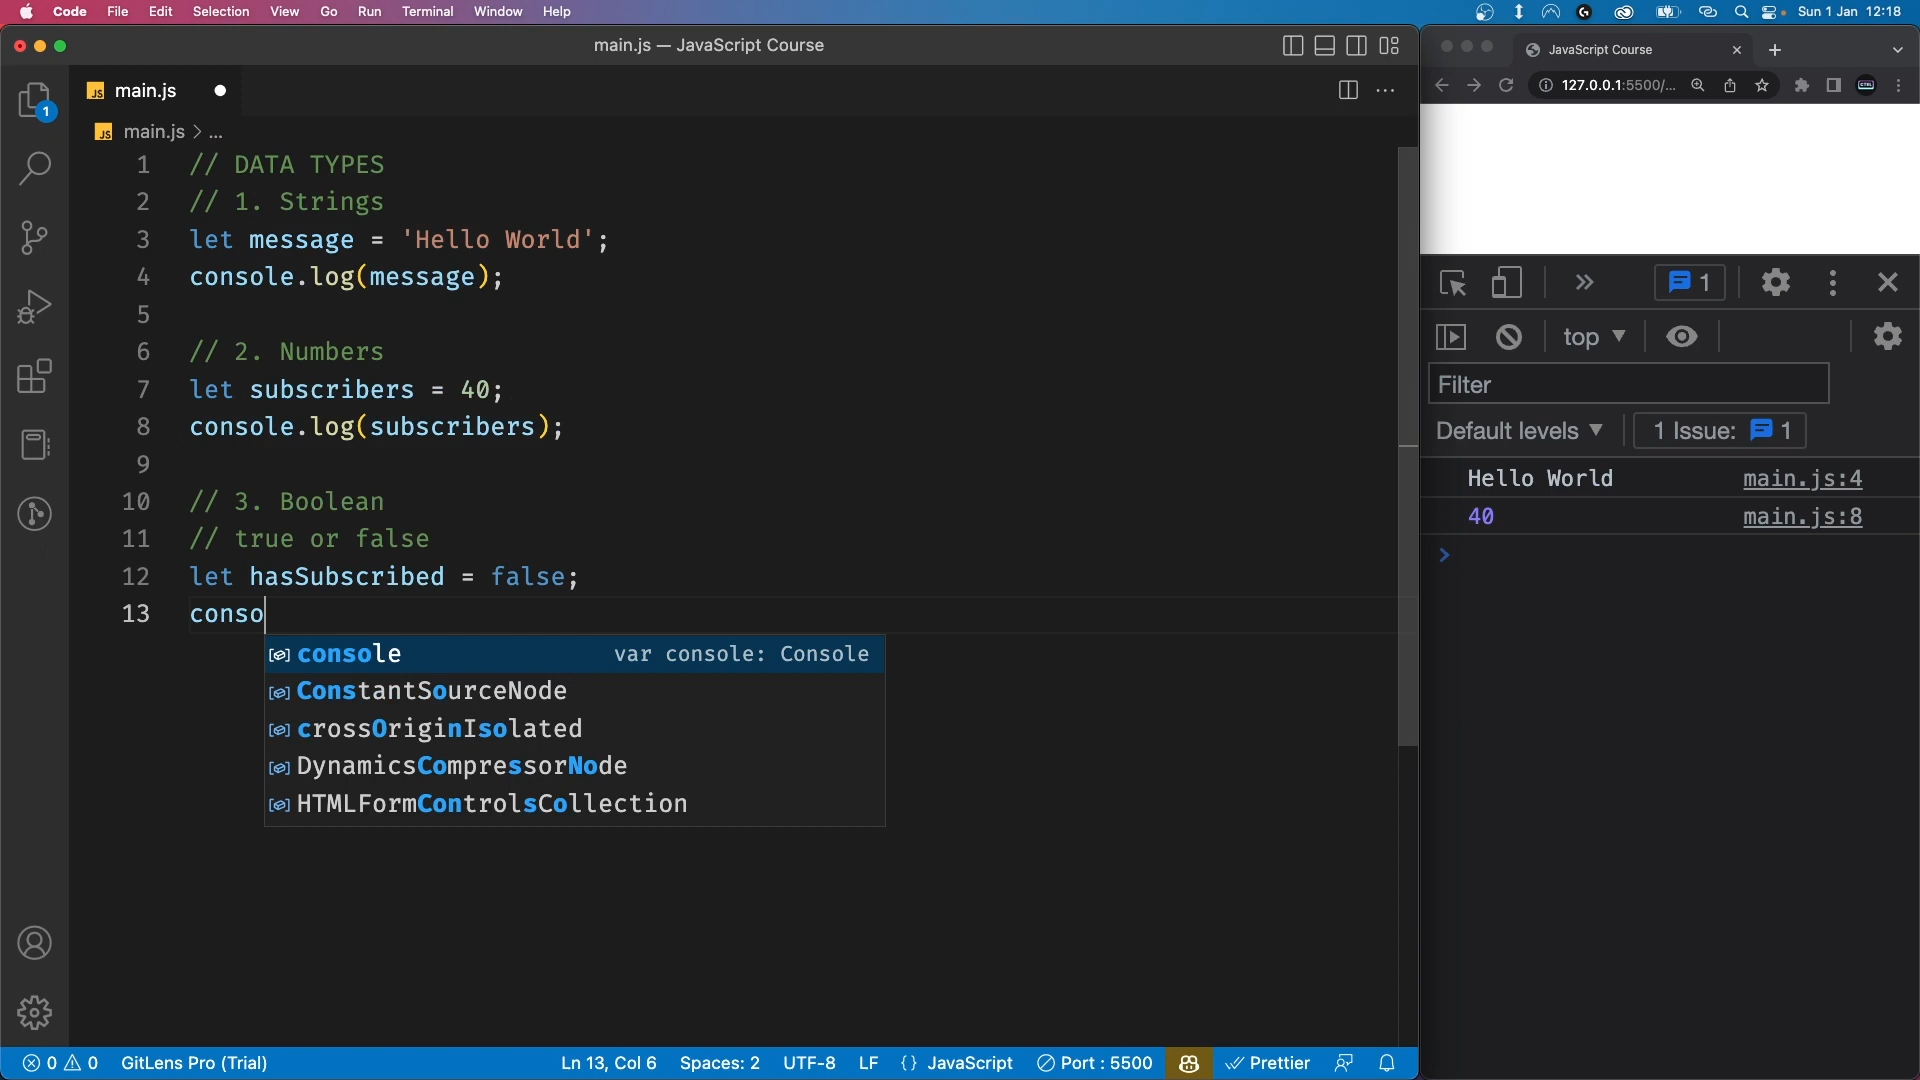 Code File Edit Selection View Go Run Terminal Window Help Sun 1 Jan 12:18
main.js — JavaScript Course
JS main.js
JS main.js > ...
1 // DATA TYPES
2 // 1. Strings
3 let message = 'Hello World';
4 console.log(message);
5
6 // 2. Numbers
7 let subscribers = 40;
8 console.log(subscribers);
9
10 // 3. Boolean
11 // true or false
12 let hasSubscribed = false;
13 conso
console var console: Console
ConstantSourceNode
crossOriginIsolated
DynamicsCompressorNode
HTMLFormControlsCollection
1
0 0 GitLens Pro (Trial) Ln 13, Col 6 Spaces: 2 UTF-8 LF {} JavaScript Port : 5500 Prettier
JavaScript Course
127.0.0.1:5500/...
1
top
Filter
Default levels 1 Issue: 1
Hello World main.js:4
40 main.js:8
>